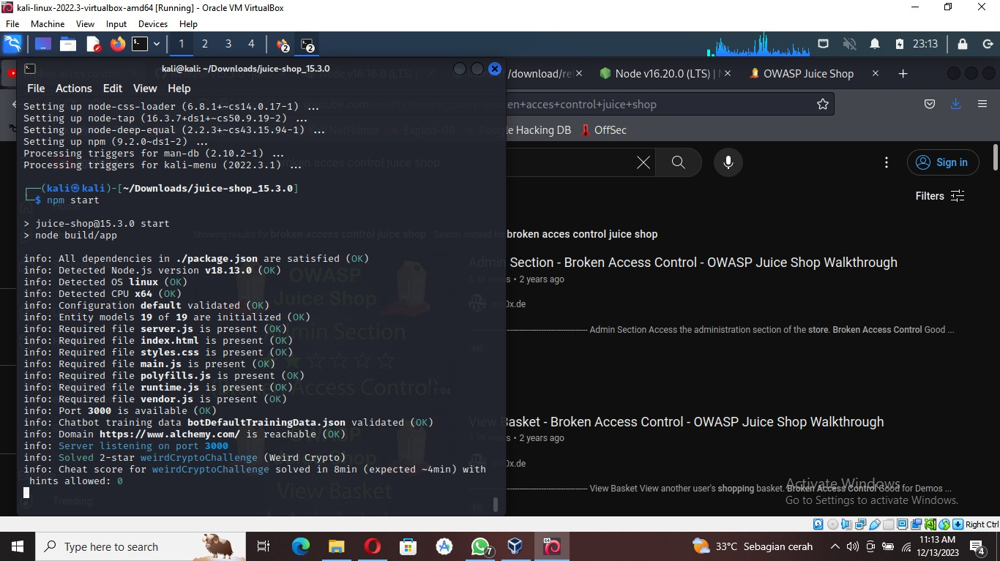 kali-linux-2022.3-virtualbox-amd64 [Running] - Oracle VM VirtualBox
File Machine View Input Devices Help
1 2 3 4 2 2 23:13
kali@kali: ~/Downloads/juice-shop_15.3.0
/download/re
Node v16.20.0 (LTS) |
OWASP Juice Shop
File Actions Edit View Help
en+acces+control+juice+shop
Hacking DB OffSec
Setting up node-css-loader (6.8.1+~cs14.0.17-1) ...
Setting up node-tap (16.3.7+ds1+~cs50.9.19-2) ...
Setting up node-deep-equal (2.2.3+~cs43.15.94-1) ...
Setting up npm (9.2.0~ds1-2) ...
Processing triggers for man-db (2.10.2-1) ...
Processing triggers for kali-menu (2022.3.1) ...
Sign in
Filters
┌──(kali㉿kali)-[~/Downloads/juice-shop_15.3.0]
└─$ npm start
> juice-shop@15.3.0 start
> node build/app
Showing results for broken access control juice shop Search instead for broken acces control juice shop
info: All dependencies in ./package.json are satisfied (OK)
info: Detected Node.js version v18.13.0 (OK)
info: Detected OS linux (OK)
info: Detected CPU x64 (OK)
info: Configuration default validated (OK)
info: Entity models 19 of 19 are initialized (OK)
info: Required file server.js is present (OK)
info: Required file index.html is present (OK)
info: Required file styles.css is present (OK)
info: Required file main.js is present (OK)
info: Required file polyfills.js is present (OK)
info: Required file runtime.js is present (OK)
info: Required file vendor.js is present (OK)
info: Port 3000 is available (OK)
info: Chatbot training data botDefaultTrainingData.json validated (OK)
info: Domain https://www.alchemy.com/ is reachable (OK)
info: Server listening on port 3000
info: Solved 2-star weirdCryptoChallenge (Weird Crypto)
info: Cheat score for weirdCryptoChallenge solved in 8min (expected ~4min) with
hints allowed: 0
Admin Section - Broken Access Control - OWASP Juice Shop Walkthrough
• 2 years ago
Admin Section Access the administration section of the store. Broken Access Control Good ...
OWASP
Juice Shop
Admin Section
Broken Access Control
View Basket - Broken Access Control - OWASP Juice Shop Walkthrough
• 2 years ago
View Basket View another user's shopping basket. Broken Access Control Good for Demos ...
View Basket
Trending
Activate Windows
Go to Settings to activate Windows.
Right Ctrl
Type here to search
7
64
33°C Sebagian cerah
11:13 AM
12/13/2023
4